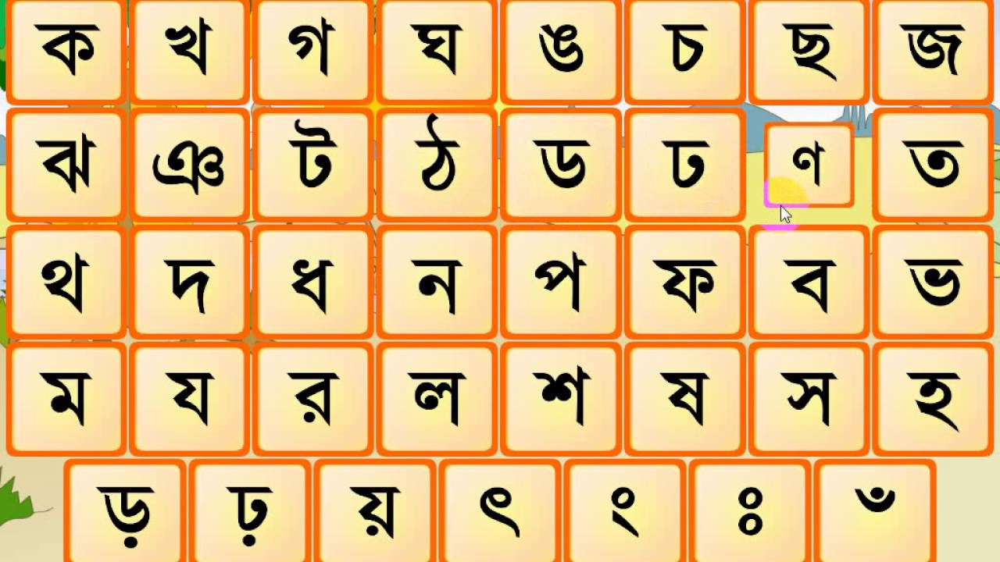 ক খ গ ঘ ঙ চ ছ জ
ঝ ঞ ট ঠ ড ঢ ণ ত
থ দ ধ ন প ফ ব ভ
ম য র ল শ ষ স হ
ড় ঢ় য় ৎ ং ঃ ঁ